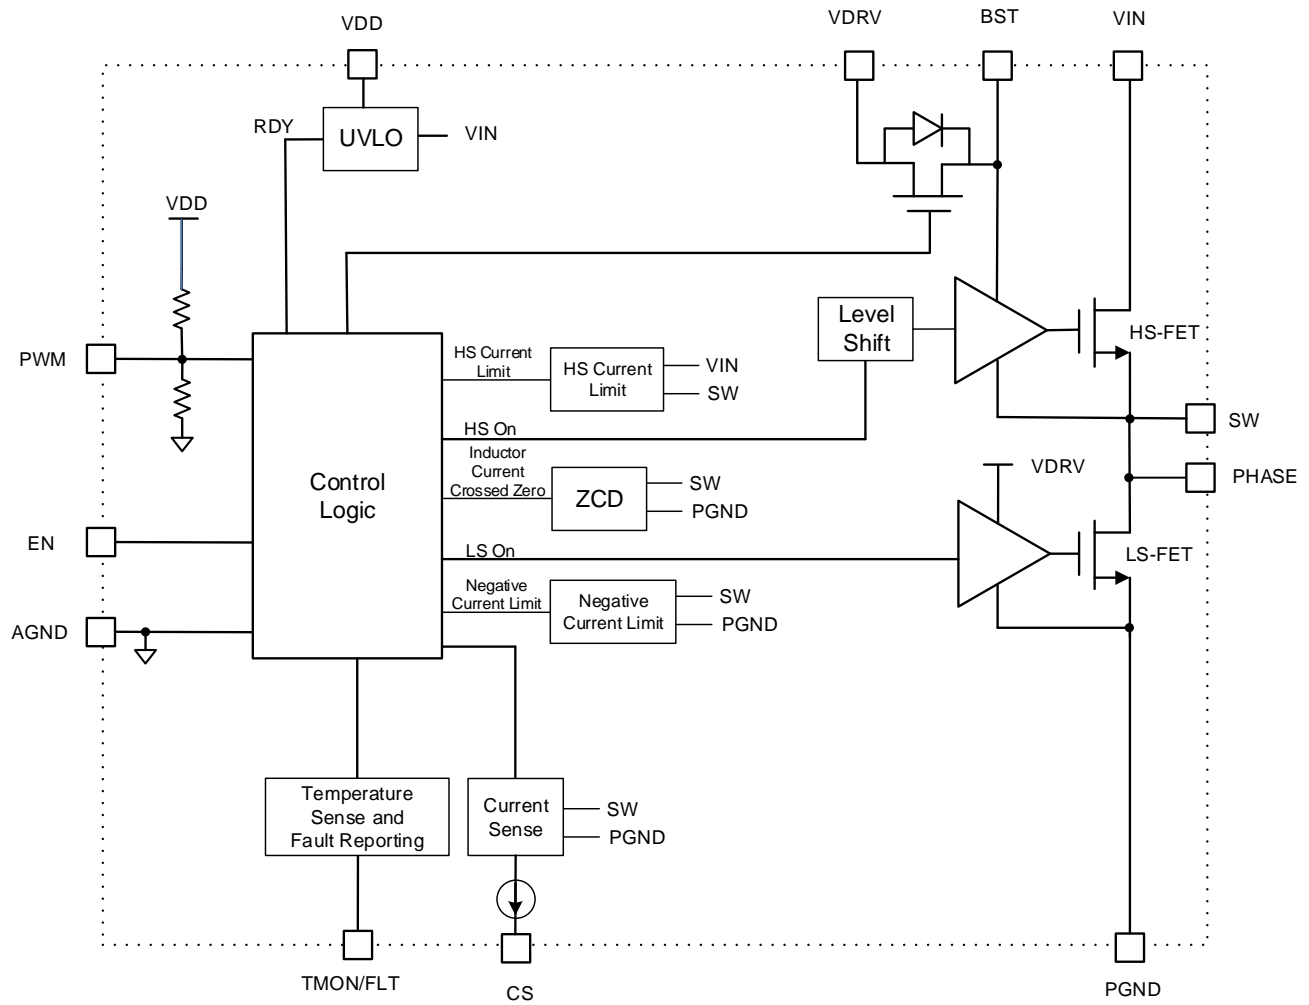 VDD
VDRV
BST
VIN
RDY
UVLO
VIN
VDD
Level
Shift
HS-FET
PWM
HS Current
Limit
HS Current
Limit
VIN
SW
SW
HS On
Inductor
Current
Crossed Zero
ZCD
SW
PGND
VDRV
PHASE
Control
Logic
EN
LS On
LS-FET
Negative
Current Limit
Negative
Current Limit
SW
PGND
AGND
Temperature
Sense and
Fault Reporting
Current
Sense
SW
PGND
TMON/FLT
CS
PGND